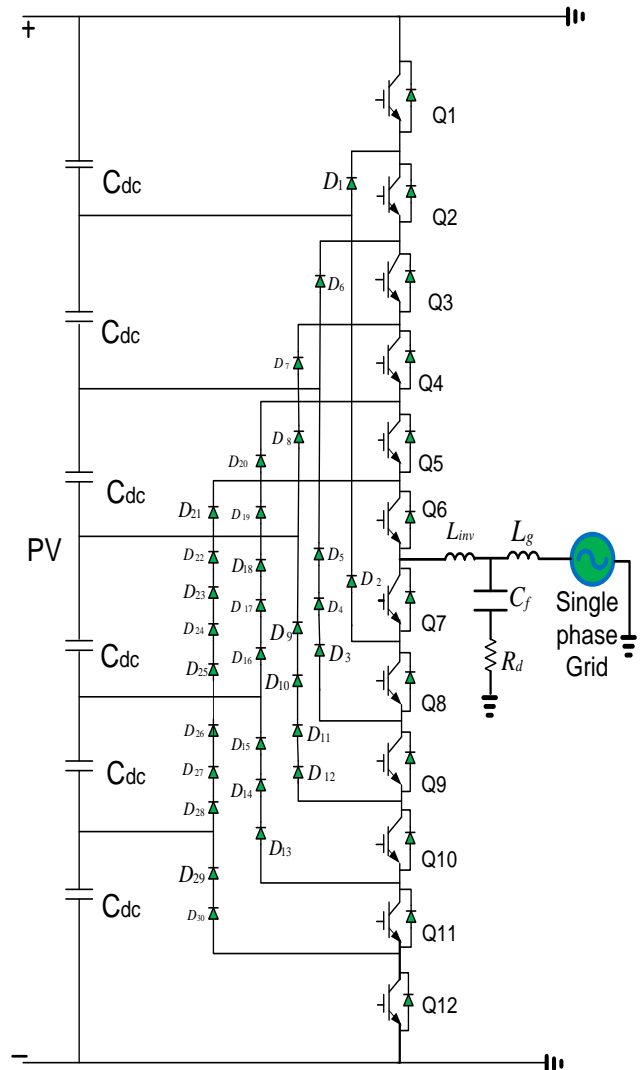 +
Q1
Cdc
D1
Q2
D6
Q3
Cdc
D7
Q4
D8
D20
Q5
Cdc
D21
D19
Q6
Linv
Lg
PV
D22
D18
D5
D2
D23
D17
D4
Q7
Cf
Single
phase
Grid
D24
D9
D16
D3
Cdc
D25
D10
Q8
Rd
D26
D15
D11
Cdc
D27
D12
Q9
D14
D28
D13
Q10
Cdc
D29
D30
Q11
Q12
−